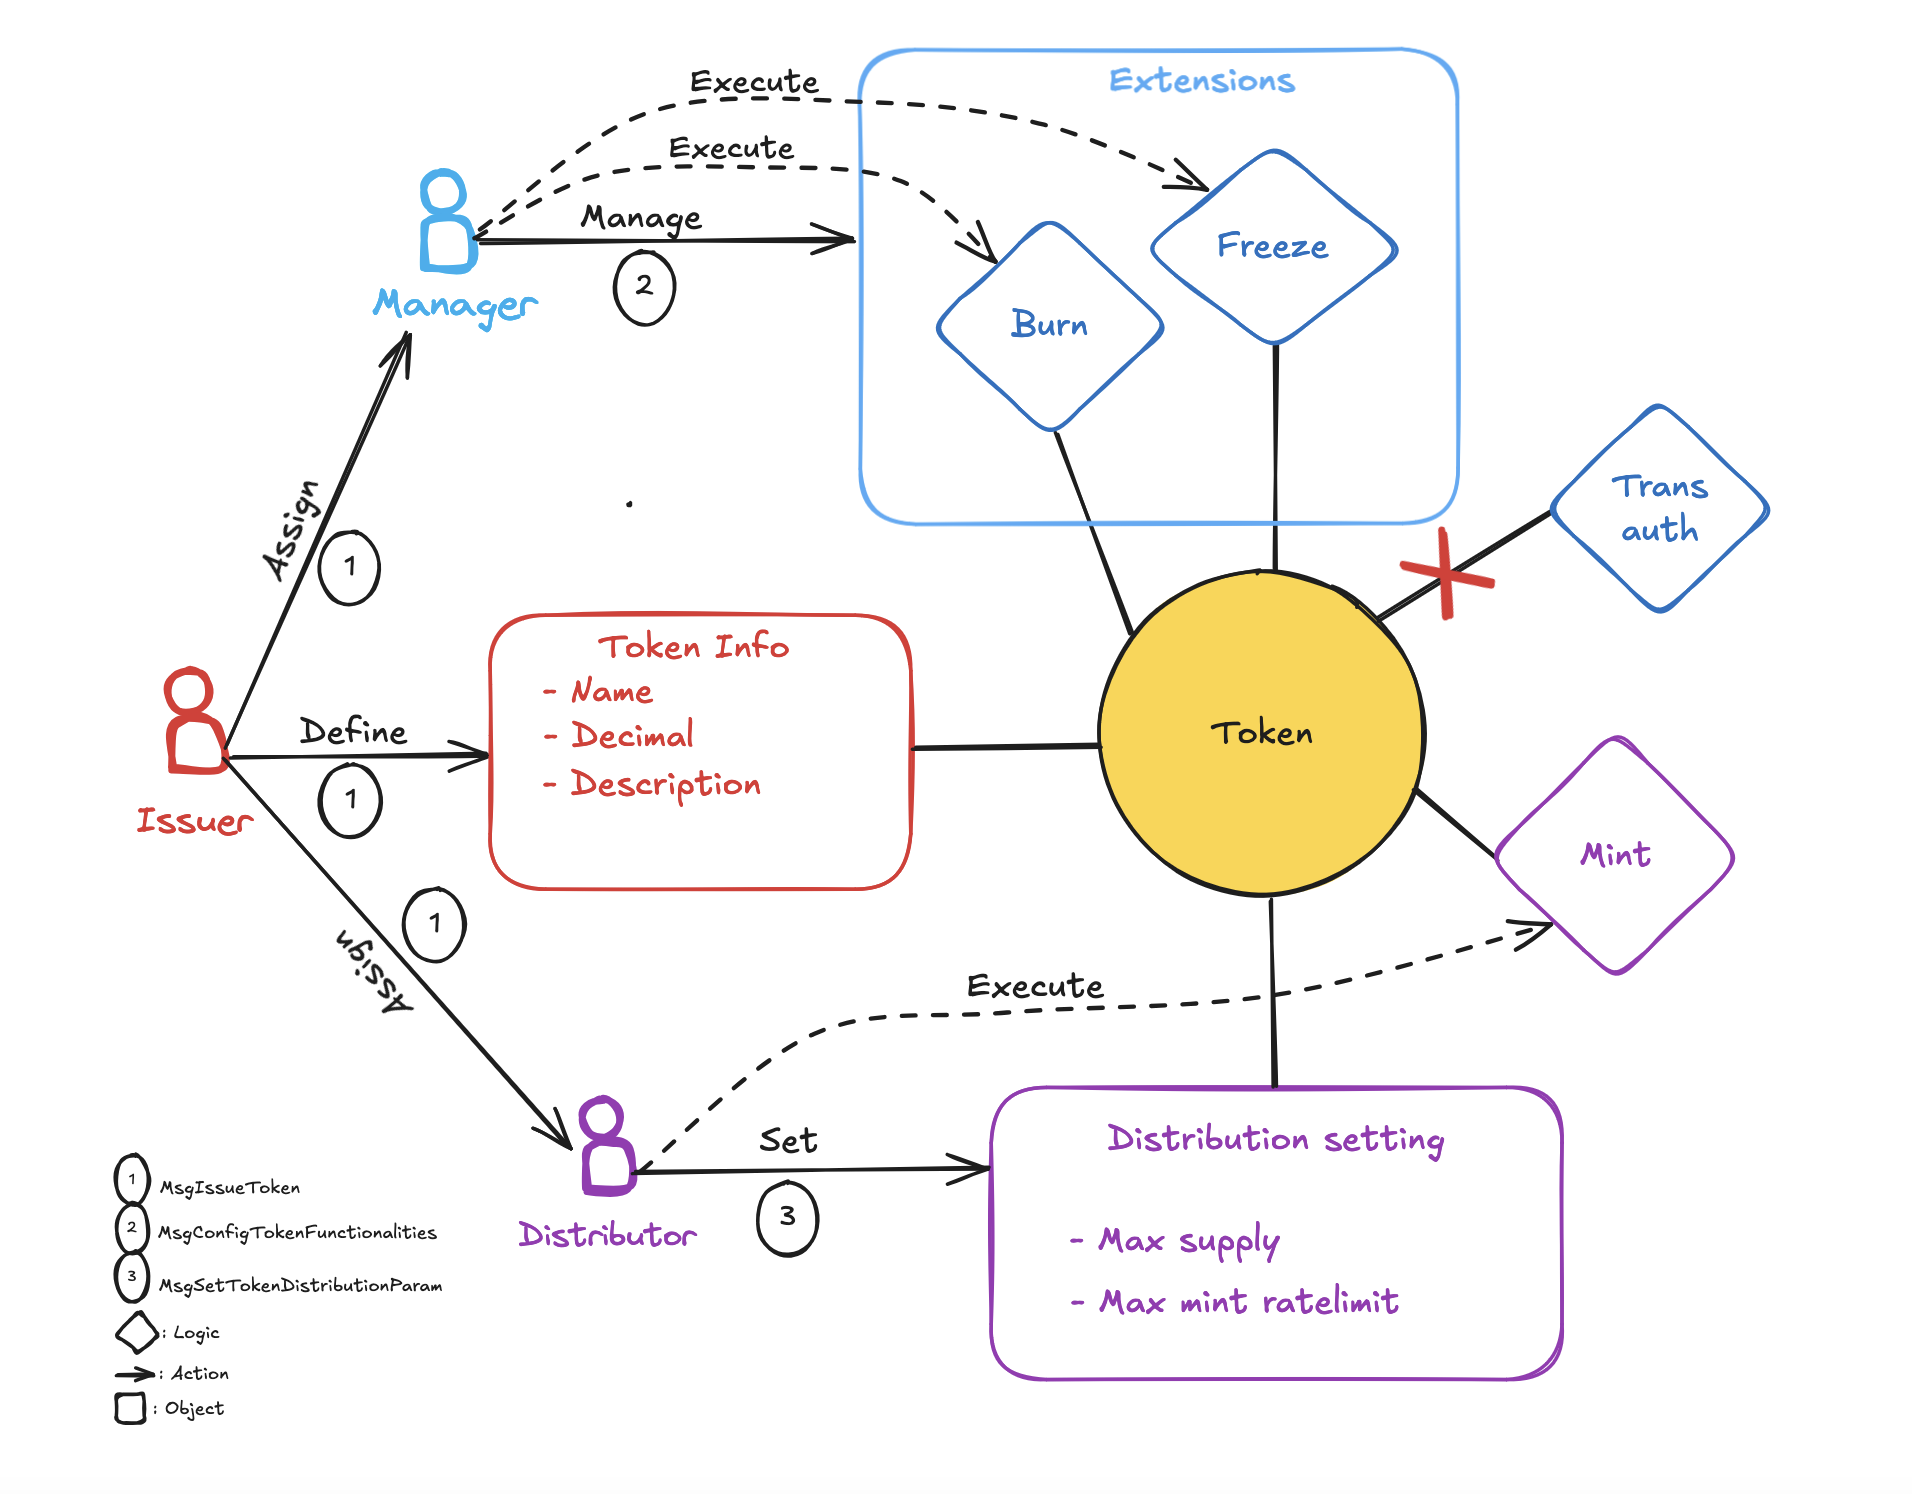 Execute
Extensions
Execute
Manage
2
Freeze
Burn
Manager
Trans
auth
Assign
1
Token Info
- Name
- Decimal
- Description
Define
1
Issuer
Token
Mint
1
Assign
Execute
Set
3
Distributor
Distribution setting
- Max supply
- Max mint ratelimit
1 MsgIssueToken
2 MsgConfigTokenFunctionalities
3 MsgSetTokenDistributionParam
: Logic
: Action
: Object